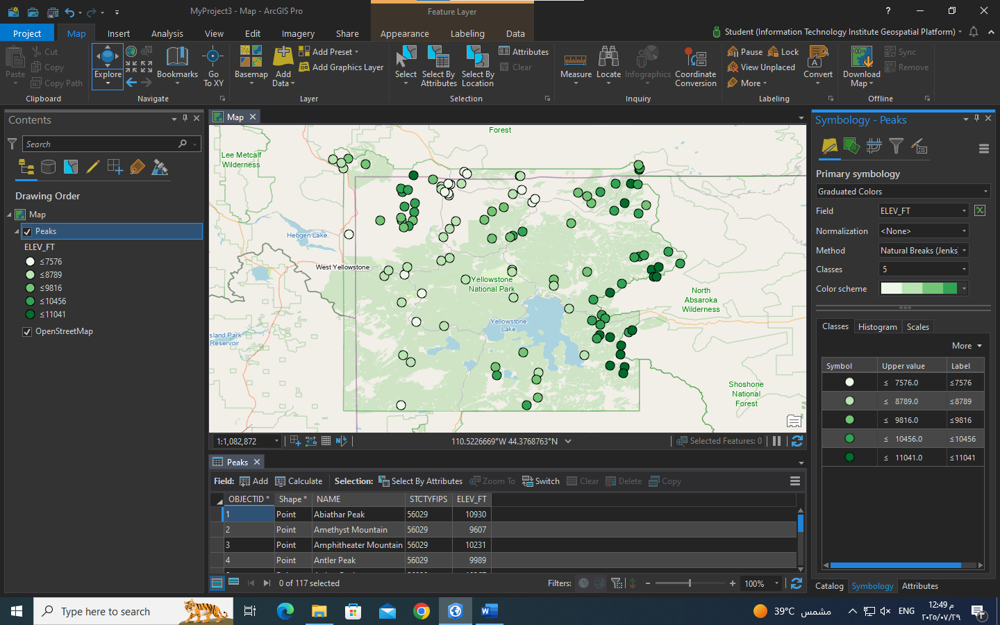 MyProject3 - Map - ArcGIS Pro
Feature Layer
?
Project Map Insert Analysis View Edit Imagery Share Appearance Labeling Data
Student (Information Technology Institute Geospatial Platform)
Paste
Cut
Copy
Copy Path
Clipboard
Explore
Bookmarks
Go
To XY
Navigate
Basemap
Add
Data
Add Preset
Add Graphics Layer
Layer
Select
Select By
Attributes
Select By
Location
Attributes
Clear
Selection
Measure
Locate
Infographics
Coordinate
Conversion
Inquiry
Pause
Lock
View Unplaced
More
Convert
Labeling
Download
Map
Sync
Remove
Offline
Contents
Search
Drawing Order
Map
Peaks
ELEV_FT
≤7576
≤8789
≤9816
≤10456
≤11041
OpenStreetMap
Map
Forest
Lee Metcalf
Wilderness
Hebgen Lake
West Yellowstone
Yellowstone
National Park
North
Absaroka
Wilderness
Yellowstone
Lake
sland Park
Reservoir
Shoshone
National
Forest
1:1,082,872
110.5226669°W 44.3768763°N
Selected Features: 0
Peaks
Field: Add Calculate Selection: Select By Attributes Zoom To Switch Clear Delete Copy
OBJECTID * Shape * NAME STCTYFIPS ELEV_FT
1 Point Abiathar Peak 56029 10930
2 Point Amethyst Mountain 56029 9607
3 Point Amphitheater Mountain 56029 10231
4 Point Antler Peak 56029 9989
0 of 117 selected
Filters:
100%
Symbology - Peaks
Primary symbology
Graduated Colors
Field ELEV_FT
Normalization <None>
Method Natural Breaks (Jenks
Classes 5
Color scheme
Classes Histogram Scales
More
Symbol Upper value Label
≤ 7576.0 ≤7576
≤ 8789.0 ≤8789
≤ 9816.0 ≤9816
≤ 10456.0 ≤10456
≤ 11041.0 ≤11041
Catalog Symbology Attributes
Type here to search
39°C مشمس
ENG
12:49 م
٢٠٢٥/٠٧/٢٩
٣